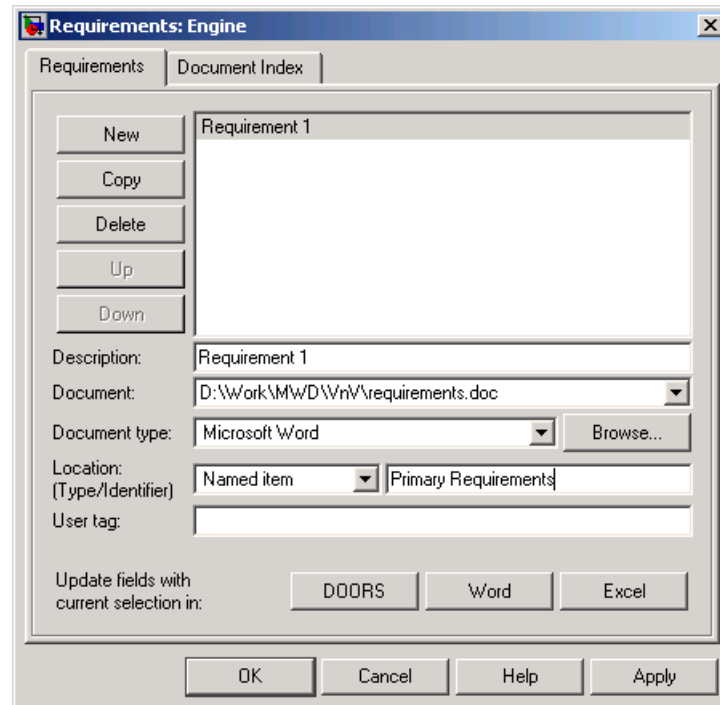 Requirements: Engine
Requirements
Document Index
New
Requirement 1
Copy
Delete
Up
Down
Description: Requirement 1
Document: D:\Work\MWD\VnV\requirements.doc
Document type: Microsoft Word Browse...
Location:
(Type/Identifier) Named item Primary Requirements
User tag:
Update fields with
current selection in: DOORS Word Excel
OK Cancel Help Apply